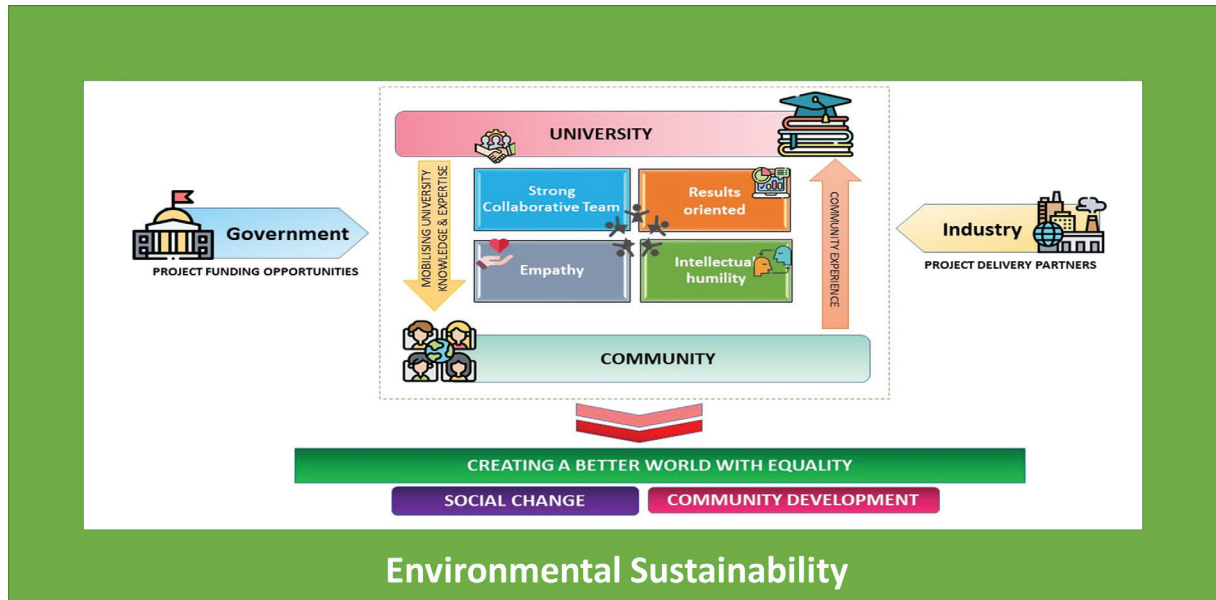 UNIVERSITY
MOBILISING UNIVERSITY
KNOWLEDGE & EXPERTISE
Strong
Collaborative Team
Results
oriented
Empathy
Intellectual
humility
COMMUNITY EXPERIENCE
Government
PROJECT FUNDING OPPORTUNITIES
Industry
PROJECT DELIVERY PARTNERS
COMMUNITY
CREATING A BETTER WORLD WITH EQUALITY
SOCIAL CHANGE
COMMUNITY DEVELOPMENT
Environmental Sustainability